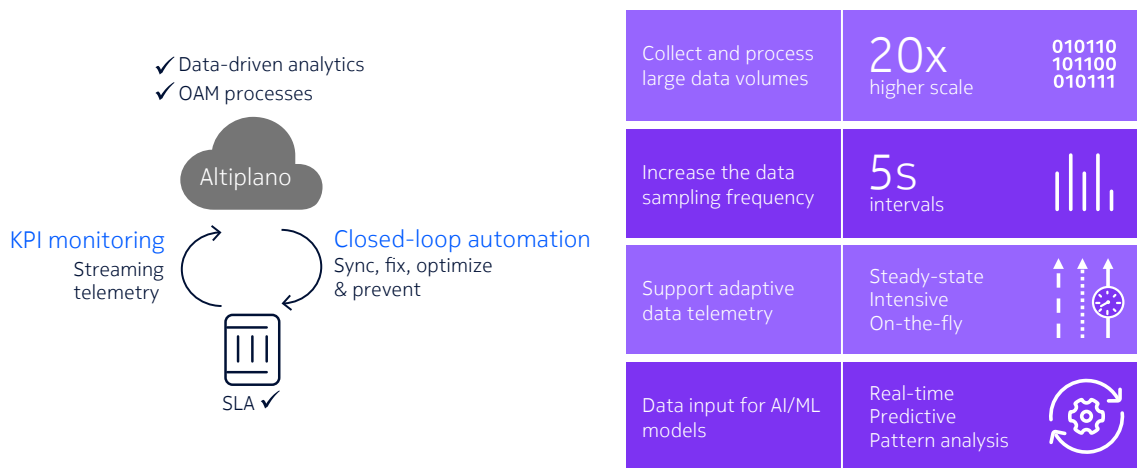 Data-driven analytics
OAM processes
Altiplano
KPI monitoring
Streaming
telemetry
Closed-loop automation
Sync, fix, optimize
& prevent
SLA
Collect and process
large data volumes
20x
higher scale
010110
101100
010111
Increase the data
sampling frequency
5s
intervals
Support adaptive
data telemetry
Steady-state
Intensive
On-the-fly
Data input for AI/ML
models
Real-time
Predictive
Pattern analysis